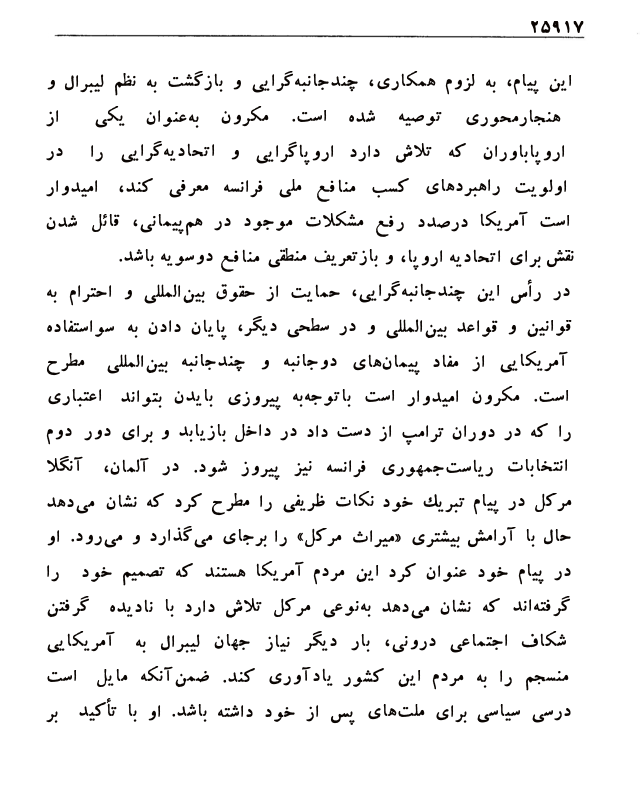 ۲۵۹۱۷
این پیام، به لزوم همکاری، چندجانبه‌گرایی و بازگشت به نظم لیبرال و
هنجارمحوری توصیه شده است. مکرون به‌عنوان یکی از
اروپاباوران که تلاش دارد اروپاگرایی و اتحادیه‌گرایی را در
اولویت راهبردهای کسب منافع ملی فرانسه معرفی کند، امیدوار
است آمریکا درصدد رفع مشکلات موجود در هم‌پیمانی، قائل شدن
نقش برای اتحادیه اروپا، و بازتعریف منطقی منافع دوسویه باشد.
در رأس این چندجانبه‌گرایی، حمایت از حقوق بین‌المللی و احترام به
قوانین و قواعد بین‌المللی و در سطحی دیگر، پایان دادن به سواستفاده
آمریکایی از مفاد پیمان‌های دوجانبه و چندجانبه بین‌المللی مطرح
است. مکرون امیدوار است باتوجه‌به پیروزی بایدن بتواند اعتباری
را که در دوران ترامپ از دست داد در داخل بازیابد و برای دور دوم
انتخابات ریاست‌جمهوری فرانسه نیز پیروز شود. در آلمان، آنگلا
مرکل در پیام تبریك خود نکات ظریفی را مطرح کرد که نشان می‌دهد
حال با آرامش بیشتری «میراث مرکل» را برجای می‌گذارد و می‌رود. او
در پیام خود عنوان کرد این مردم آمریکا هستند که تصمیم خود را
گرفته‌اند که نشان می‌دهد به‌نوعی مرکل تلاش دارد با نادیده گرفتن
شکاف اجتماعی درونی، بار دیگر نیاز جهان لیبرال به آمریکایی
منسجم را به مردم این کشور یادآوری کند. ضمن‌آنکه مایل است
درسی سیاسی برای ملت‌های پس از خود داشته باشد. او با تأکید بر